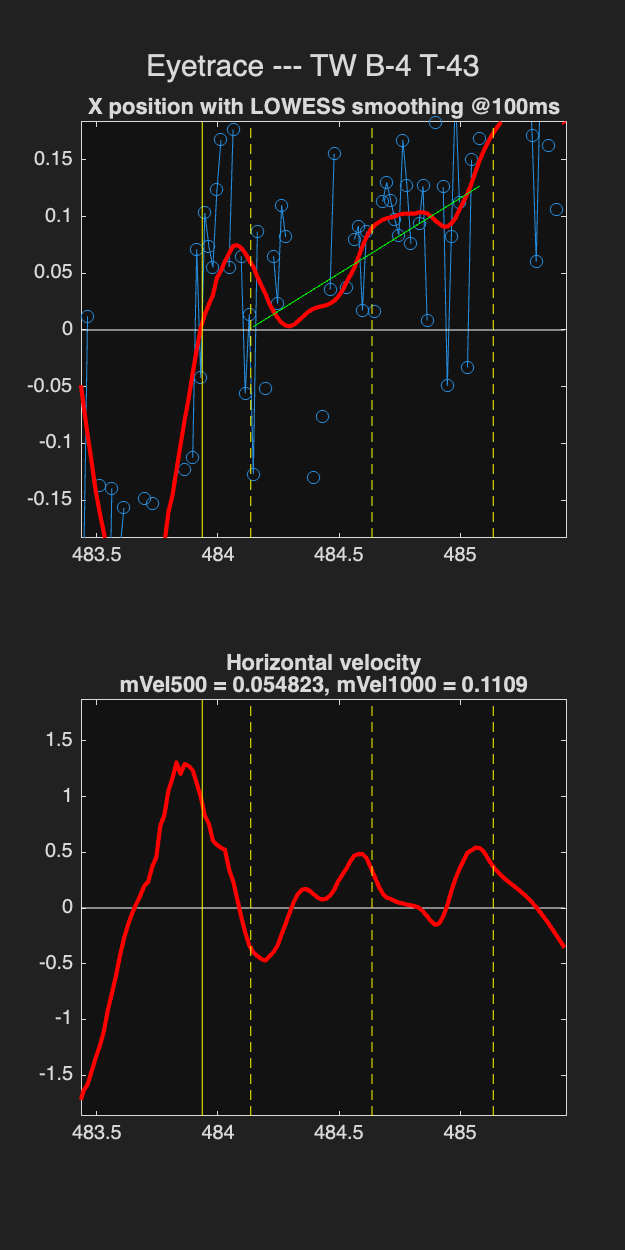 Eyetrace --- TW B-4 T-43
X position with LOWESS smoothing @100ms
0.15
0.1
0.05
0
-0.05
-0.1
-0.15
483.5 484 484.5 485
Horizontal velocity
mVel500 = 0.054823, mVel1000 = 0.1109
1.5
1
0.5
0
-0.5
-1
-1.5
483.5 484 484.5 485